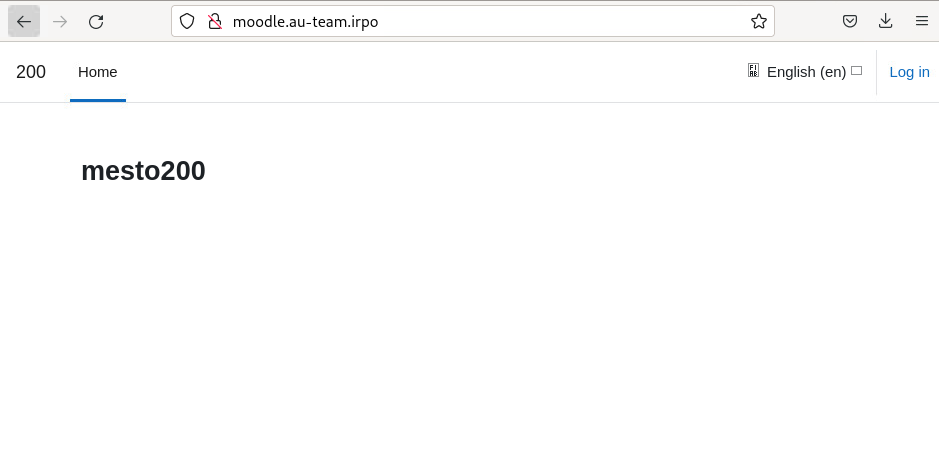 moodle.au-team.irpo
200 Home English (en) Log in
mesto200